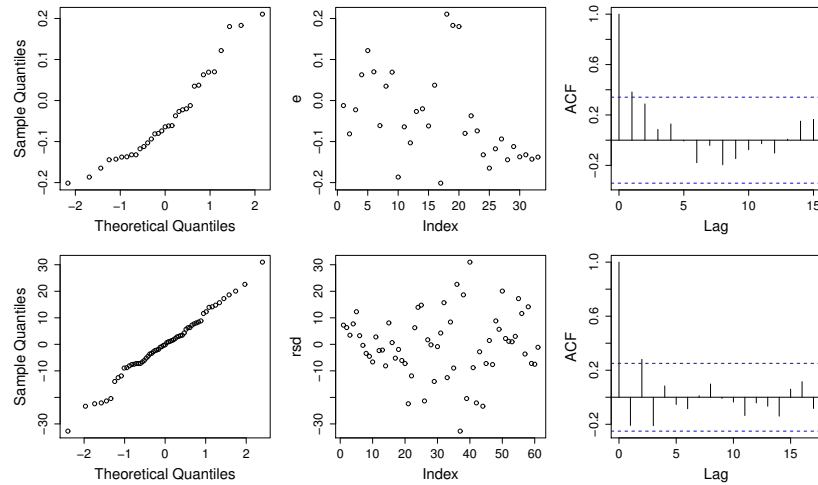 Sample Quantiles
−0.2 −0.1 0.0 0.1 0.2
−2 −1 0 1 2
Theoretical Quantiles
e
−0.2 −0.1 0.0 0.1 0.2
0 5 10 15 20 25 30
Index
ACF
−0.2 0.2 0.6 1.0
0 5 10 15
Lag
Sample Quantiles
−30 −10 0 10 20 30
−2 −1 0 1 2
Theoretical Quantiles
rsd
−30 −10 0 10 20 30
0 10 20 30 40 50 60
Index
ACF
−0.2 0.2 0.6 1.0
0 5 10 15
Lag